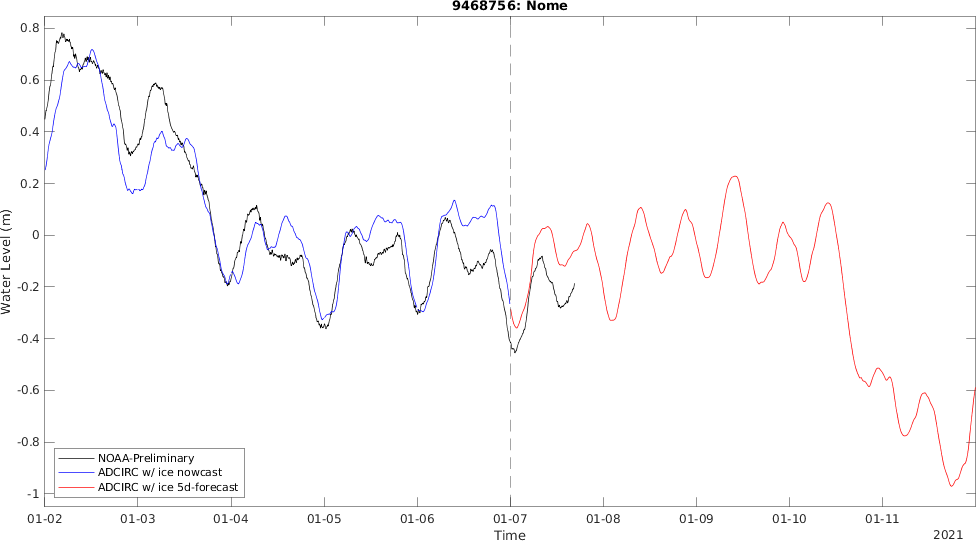 9468756: Nome
0.8
0.6
0.4
0.2
0
-0.2
-0.4
-0.6
-0.8
-1
Water Level (m)
NOAA-Preliminary
ADCIRC w/ ice nowcast
ADCIRC w/ ice 5d-forecast
01-02 01-03 01-04 01-05 01-06 01-07 01-08 01-09 01-10 01-11
Time
2021